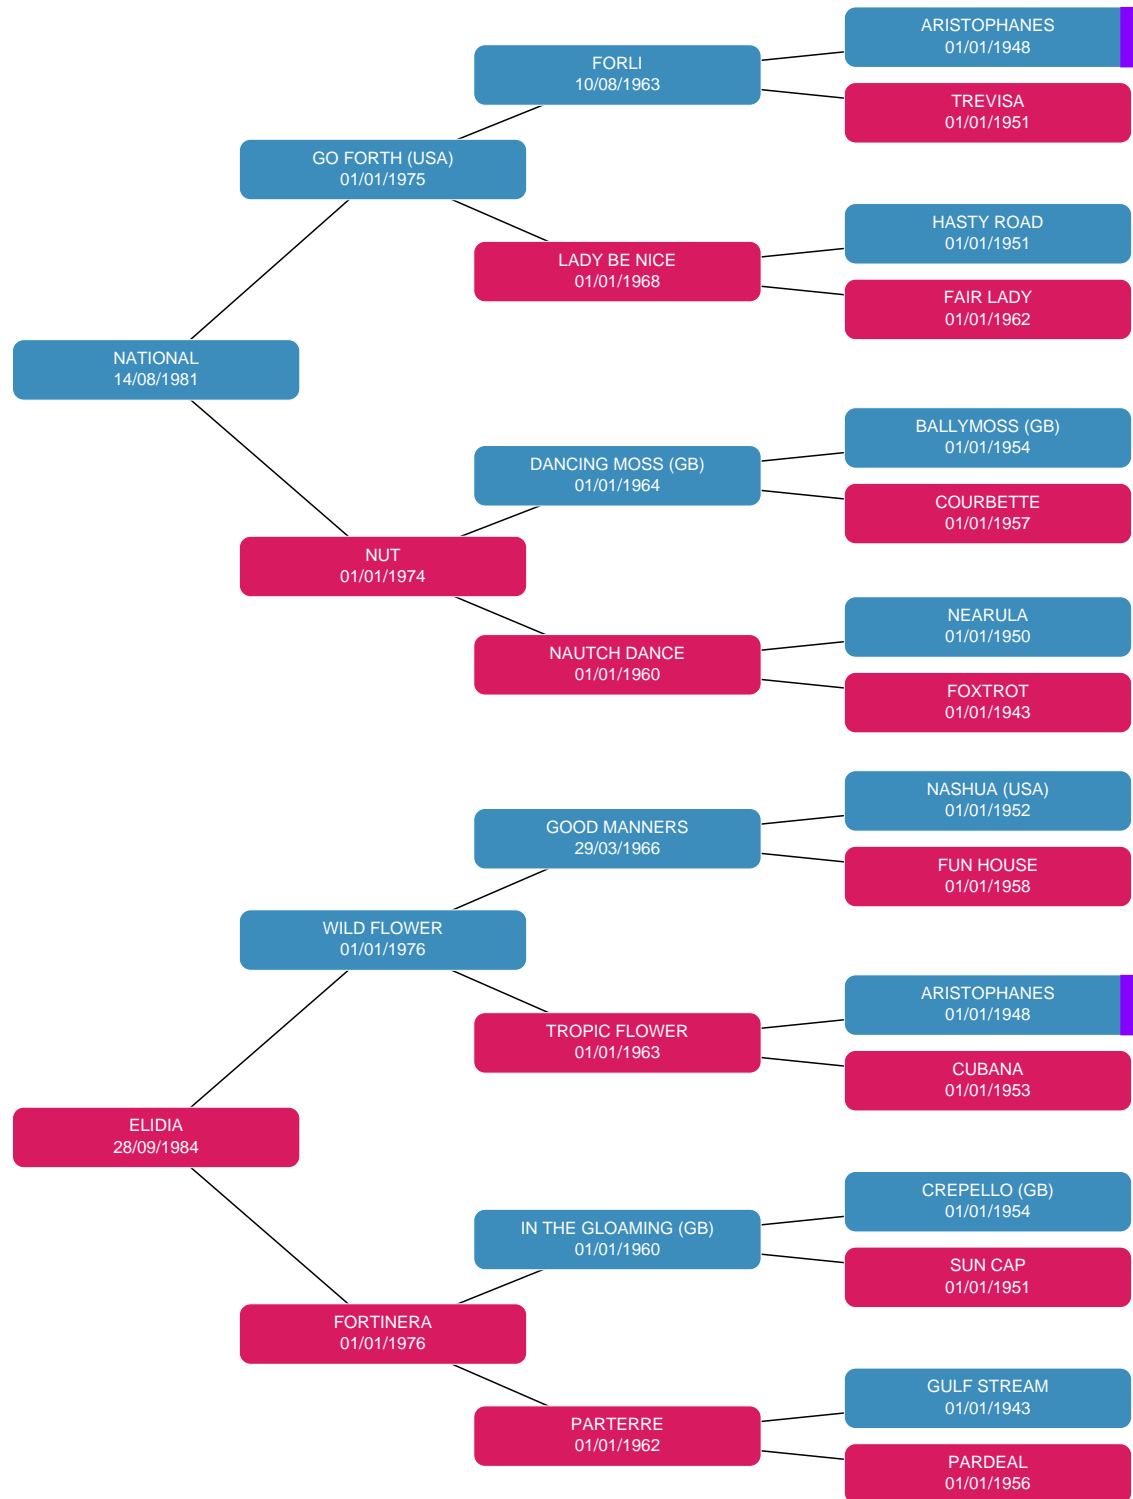 ARISTOPHANES
01/01/1948
FORLI
10/08/1963
TREVISA
01/01/1951
GO FORTH (USA)
01/01/1975
HASTY ROAD
01/01/1951
LADY BE NICE
01/01/1968
FAIR LADY
01/01/1962
NATIONAL
14/08/1981
BALLYMOSS (GB)
01/01/1954
DANCING MOSS (GB)
01/01/1964
COURBETTE
01/01/1957
NUT
01/01/1974
NEARULA
01/01/1950
NAUTCH DANCE
01/01/1960
FOXTROT
01/01/1943
NASHUA (USA)
01/01/1952
GOOD MANNERS
29/03/1966
FUN HOUSE
01/01/1958
WILD FLOWER
01/01/1976
ARISTOPHANES
01/01/1948
TROPIC FLOWER
01/01/1963
CUBANA
01/01/1953
ELIDIA
28/09/1984
CREPELLO (GB)
01/01/1954
IN THE GLOAMING (GB)
01/01/1960
SUN CAP
01/01/1951
FORTINERA
01/01/1976
GULF STREAM
01/01/1943
PARTERRE
01/01/1962
PARDEAL
01/01/1956